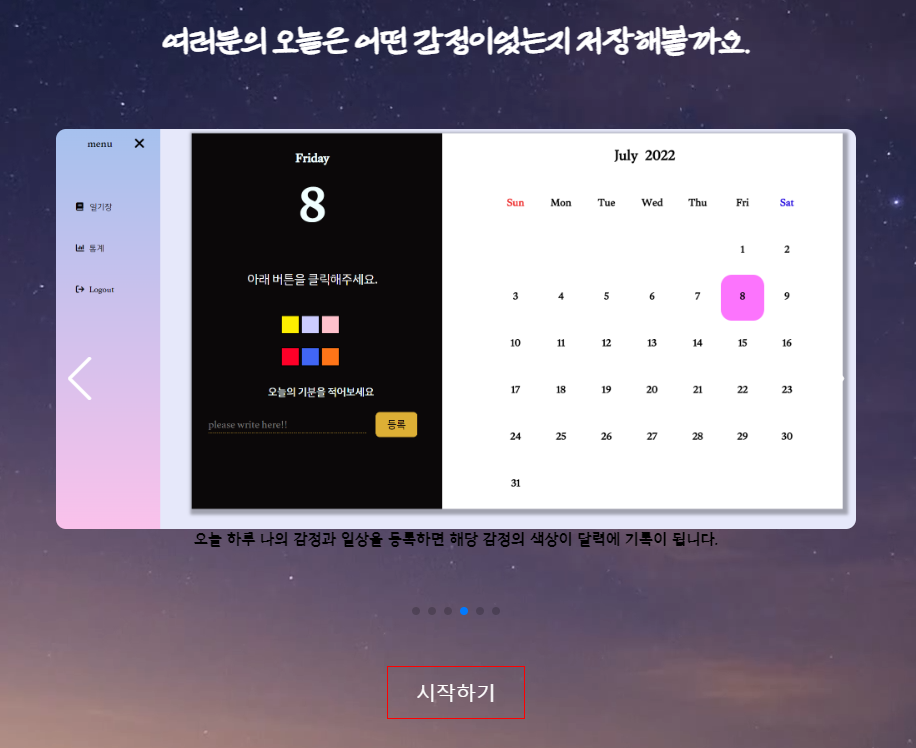 여러분의 오늘은 어떤 감정이었는지 저장해볼까요.
menu
일기장
통계
Logout
Friday
8
아래 버튼을 클릭해주세요.
오늘의 기분을 적어보세요
please write here!!
등록
July 2022
Sun Mon Tue Wed Thu Fri Sat
1 2
3 4 5 6 7 8 9
10 11 12 13 14 15 16
17 18 19 20 21 22 23
24 25 26 27 28 29 30
31
오늘 하루 나의 감정과 일상을 등록하면 해당 감정의 색상이 달력에 기록이 됩니다.
시작하기